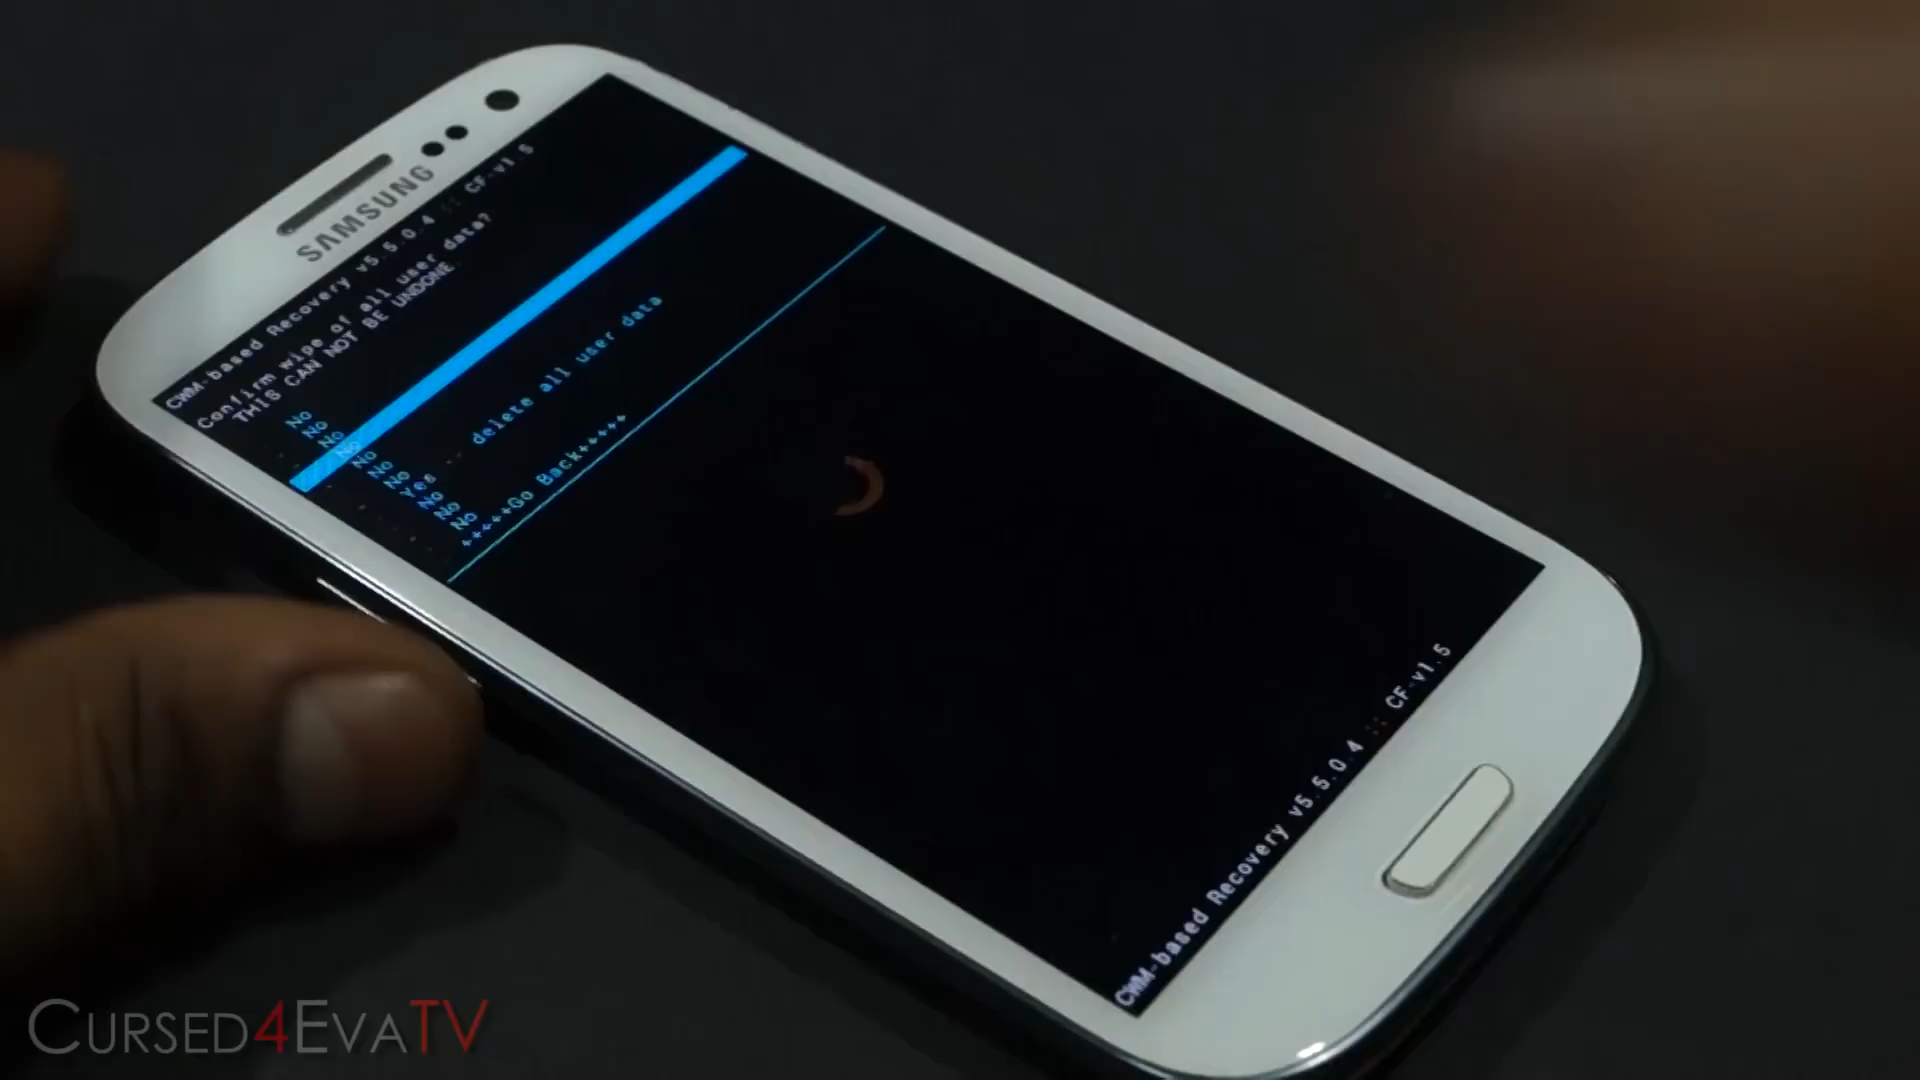 SAMSUNG
CWM-based Recovery v5.5.0.4 :: CF-v1.5
Confirm wipe of all user data?
THIS CAN NOT BE UNDONE.
No
No
No
No
No
No
No
Yes -- delete all user data
No
No
No
+++++Go Back+++++
CWM-based Recovery v5.5.0.4 :: CF-v1.5
CURSED4EVATV